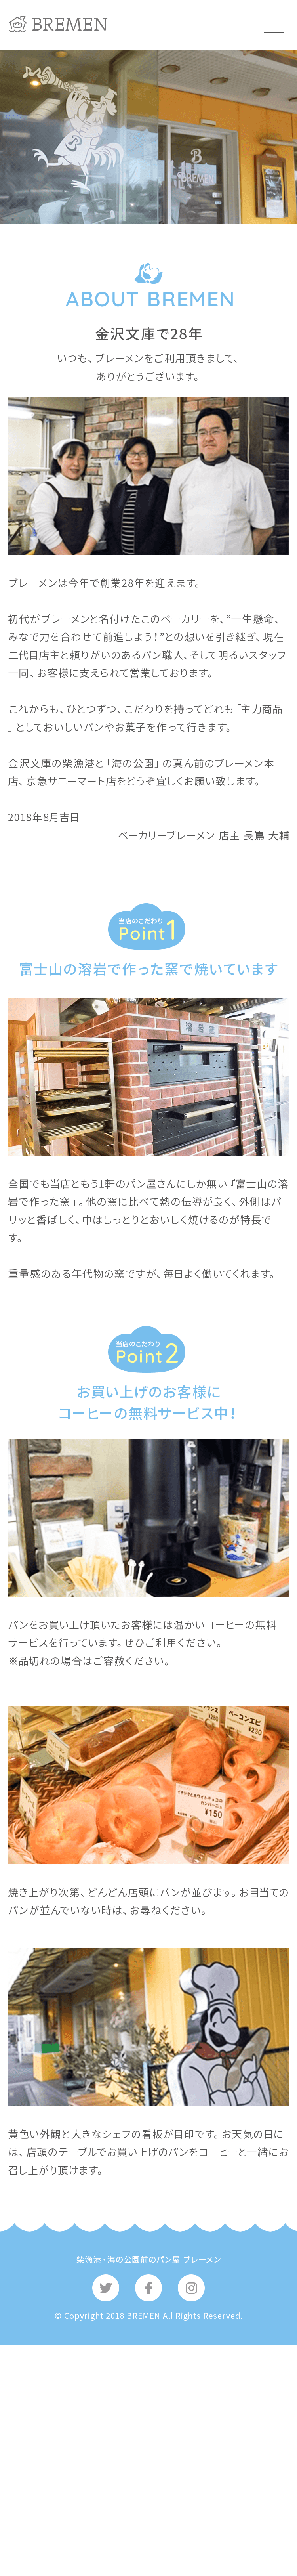 BREMEN
B
BREMEN
ABOUT BREMEN
金沢文庫で28年
いつも、ブレーメンをご利用頂きまして、
ありがとうございます。
ブレーメンは今年で創業28年を迎えます。
初代がブレーメンと名付けたこのベーカリーを、“一生懸命、
みなで力を合わせて前進しよう！”との想いを引き継ぎ、現在
二代目店主と頼りがいのあるパン職人、そして明るいスタッフ
一同、お客様に支えられて営業しております。
これからも、ひとつずつ、こだわりを持ってどれも「主力商品
」としておいしいパンやお菓子を作って行きます。
金沢文庫の柴漁港と「海の公園」の真ん前のブレーメン本
店、京急サニーマート店をどうぞ宜しくお願い致します。
2018年8月吉日
ベーカリーブレーメン 店主 長嶌 大輔
当店のこだわり
Point1
富士山の溶岩で作った窯で焼いています
溶岩窯
全国でも当店ともう1軒のパン屋さんにしか無い『富士山の溶
岩で作った窯』。他の窯に比べて熱の伝導が良く、外側はパ
リッと香ばしく、中はしっとりとおいしく焼けるのが特長で
す。
重量感のある年代物の窯ですが、毎日よく働いてくれます。
当店のこだわり
Point2
お買い上げのお客様に
コーヒーの無料サービス中！
パンをお買い上げ頂いたお客様には温かいコーヒーの無料
サービスを行っています。ぜひご利用ください。
※品切れの場合はご容赦ください。
¥230
ベーコンエピ
¥290
¥150
焼き上がり次第、どんどん店頭にパンが並びます。お目当ての
パンが並んでいない時は、お尋ねください。
黄色い外観と大きなシェフの看板が目印です。お天気の日に
は、店頭のテーブルでお買い上げのパンをコーヒーと一緒にお
召し上がり頂けます。
柴漁港・海の公園前のパン屋 ブレーメン
© Copyright 2018 BREMEN All Rights Reserved.